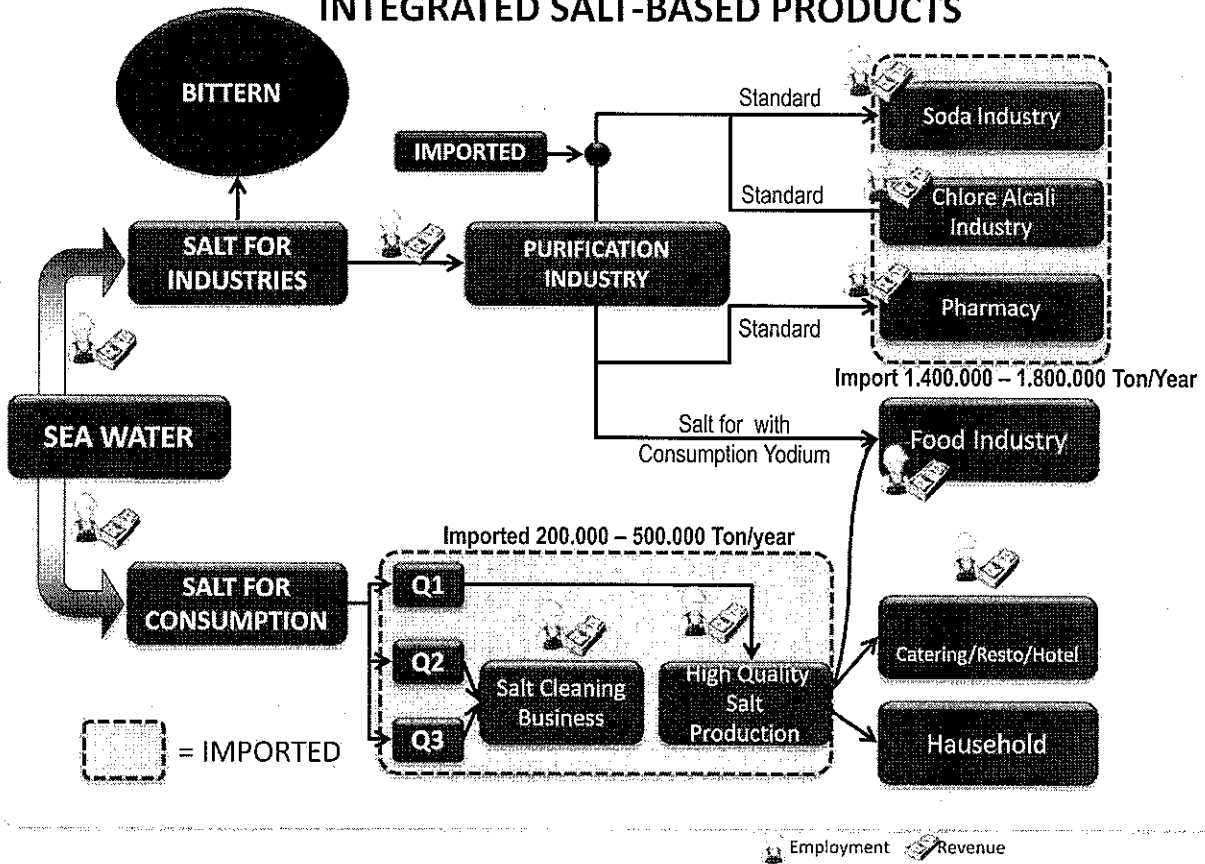 INTEGRATED SALT-BASED PRODUCTS
BITTERN
IMPORTED
Standard
Soda Industry
Standard
Chlore Alcali
Industry
SALT FOR
INDUSTRIES
PURIFICATION
INDUSTRY
Standard
Pharmacy
Import 1.400.000 – 1.800.000 Ton/Year
SEA WATER
Salt for with
Consumption Yodium
Food Industry
Imported 200.000 – 500.000 Ton/year
SALT FOR
CONSUMPTION
Q1
Q2
Q3
Salt Cleaning
Business
High Quality
Salt
Production
Catering/Resto/Hotel
Hausehold
= IMPORTED
Employment
Revenue